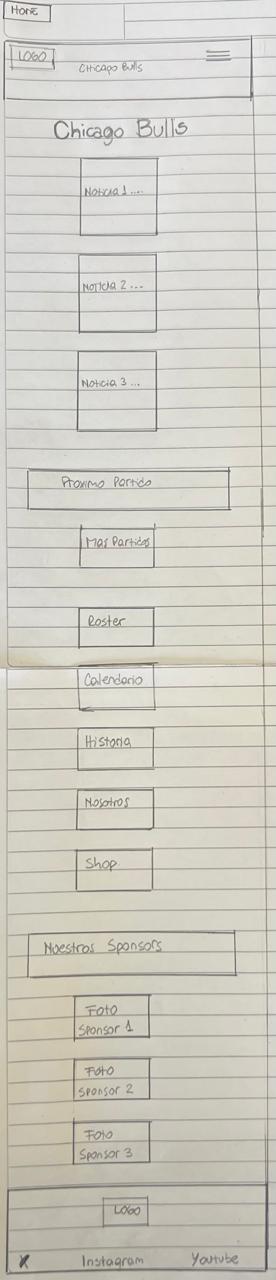 Home
LOGO
Chicago Bulls
Chicago Bulls
Noticia 1 ....
Noticia 2 ...
Noticia 3 ...
Proximo Partido
Mas Partidos
Roster
Calendario
Historia
Nosotros
Shop
Nuestros Sponsors
Foto
Sponsor 1
Foto
Sponsor 2
Foto
Sponsor 3
LOGO
X Instagram Youtube